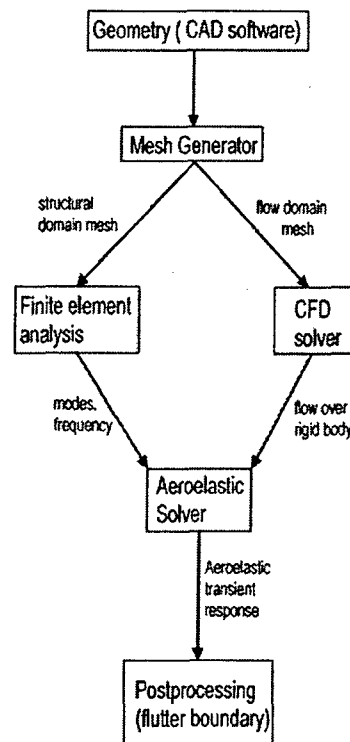 Geometry ( CAD software)
Mesh Generator
structural
domain mesh
flow domain
mesh
Finite element
analysis
CFD
solver
modes.
frequency
flow over
rigid body
Aeroelastic
Solver
Aeroelastic
transient
response
Postprocessing
(flutter boundary)